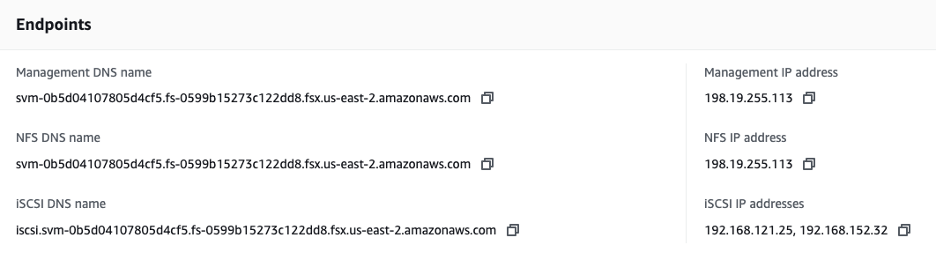 Endpoints
Management DNS name
svm-0b5d04107805d4cf5.fs-0599b15273c122dd8.fsx.us-east-2.amazonaws.com
Management IP address
198.19.255.113
NFS DNS name
svm-0b5d04107805d4cf5.fs-0599b15273c122dd8.fsx.us-east-2.amazonaws.com
NFS IP address
198.19.255.113
iSCSI DNS name
iscsi.svm-0b5d04107805d4cf5.fs-0599b15273c122dd8.fsx.us-east-2.amazonaws.com
iSCSI IP addresses
192.168.121.25, 192.168.152.32